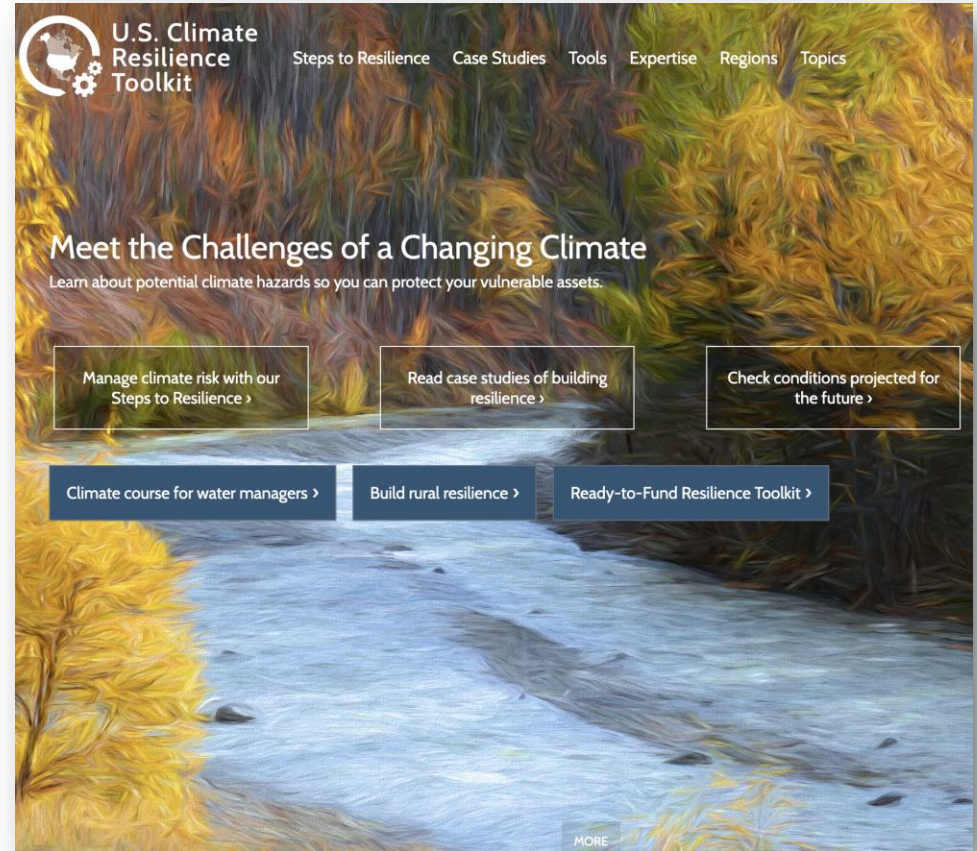 U.S. Climate
Resilience
Toolkit
Steps to Resilience Case Studies Tools Expertise Regions Topics
Meet the Challenges of a Changing Climate
Learn about potential climate hazards so you can protect your vulnerable assets.
Manage climate risk with our
Steps to Resilience ›
Read case studies of building
resilience ›
Check conditions projected for
the future ›
Climate course for water managers › Build rural resilience › Ready-to-Fund Resilience Toolkit ›
MORE